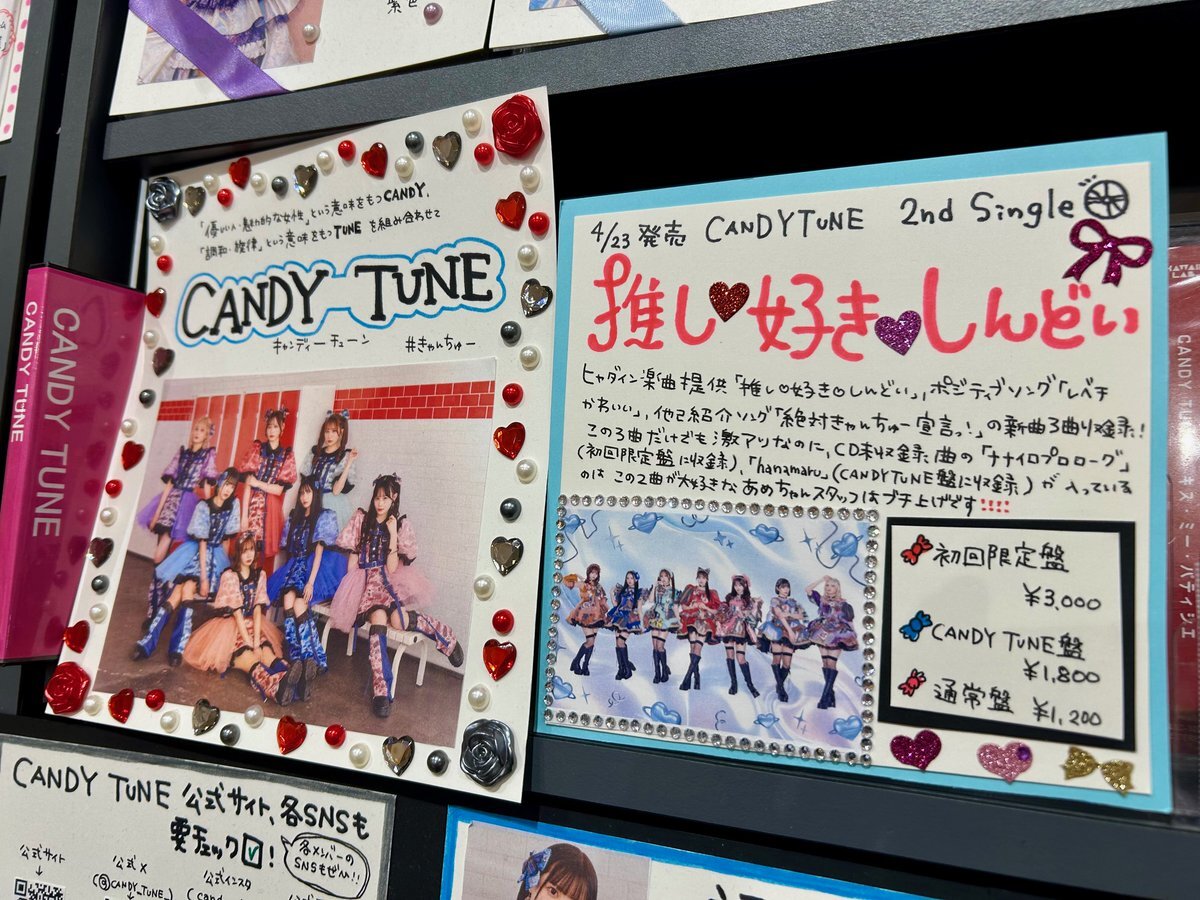 紫色
「優しい・魅力的な女性」という意味をもつCANDY、
「調和・旋律」という意味をもつTUNE を組み合わせて
CANDY TUNE
キャンディーチューン #きゃんちゅー
CANDY TUNE
CANDY TUNE
4/23 発売 CANDY TUNE 2nd Single
推し♥好き♥しんどい
ヒャダイン楽曲提供「推し♡好き♡しんどい」、ポジティブソング「レベチ
かわいい」、他己紹介ソング「絶対きゃんちゅー宣言っ!」の新曲3曲収録!
この3曲だけでも激アツなのに、CD未収録曲の「ナナイロプロローグ」
(初回限定盤に収録)、「hanamaru」(CANDY TUNE盤に収録)が入っている
のは この2曲が大好きな あめちゃんスタッフはブチ上げです!!!!
初回限定盤
¥3,000
CANDY TUNE盤
¥1,800
通常盤 ¥1,200
CANDY TUNE 公式サイト、各SNSも
要チェック☑!
各メンバーの
SNSもぜひ!!
公式サイト
公式X
(@CANDY_TUNE_)
公式インスタ